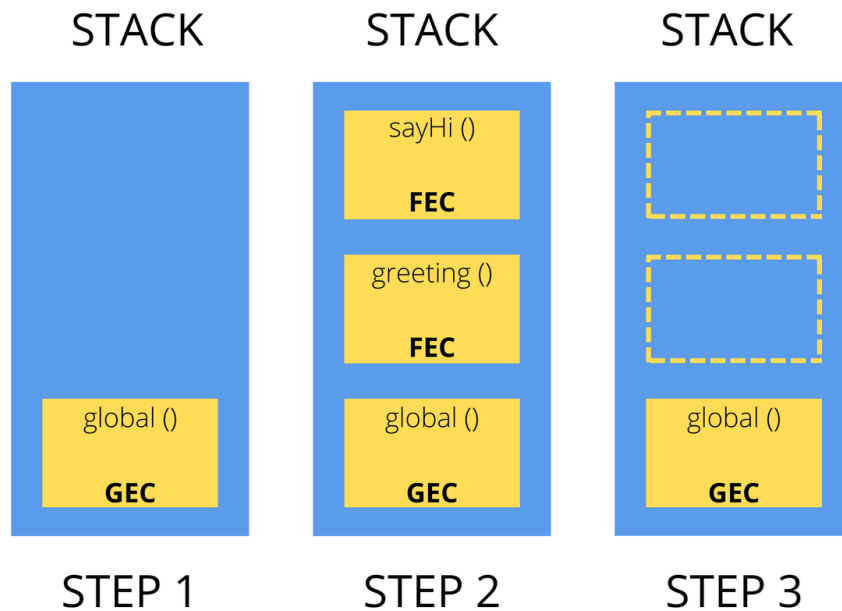 STACK
STACK
STACK
sayHi ()
FEC
greeting ()
FEC
global ()
GEC
global ()
GEC
global ()
GEC
STEP 1
STEP 2
STEP 3